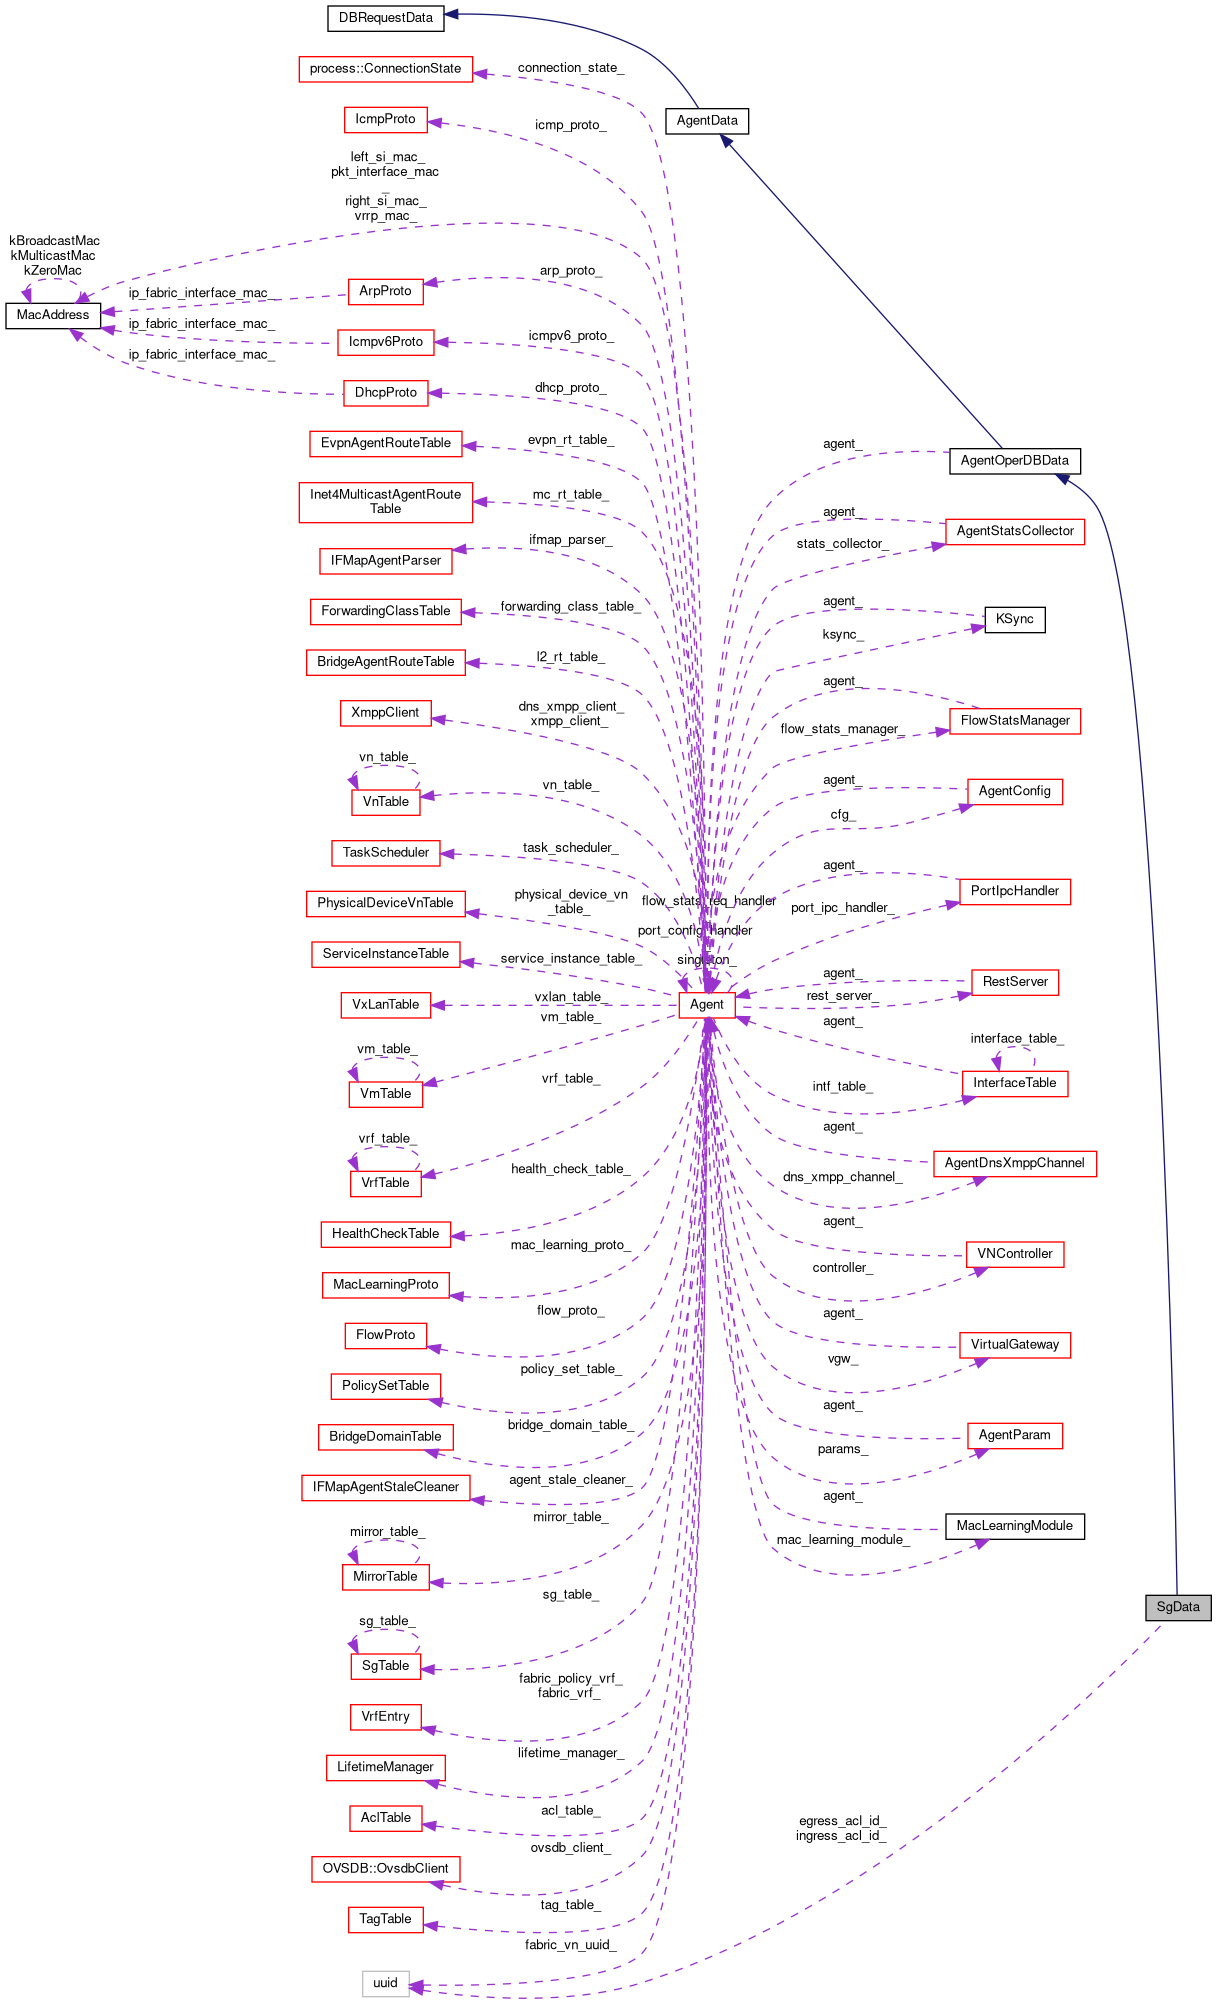 DBRequestData
process::ConnectionState
connection_state_
AgentData
IcmpProto
icmp_proto_
left_si_mac_
pkt_interface_mac
_
right_si_mac_
vrrp_mac_
kBroadcastMac
kMulticastMac
kZeroMac
MacAddress
ip_fabric_interface_mac_
ArpProto
arp_proto_
ip_fabric_interface_mac_
Icmpv6Proto
icmpv6_proto_
ip_fabric_interface_mac_
DhcpProto
dhcp_proto_
EvpnAgentRouteTable
evpn_rt_table_
agent_
AgentOperDBData
Inet4MulticastAgentRoute
Table
mc_rt_table_
agent_
AgentStatsCollector
stats_collector_
IFMapAgentParser
ifmap_parser_
ForwardingClassTable
forwarding_class_table_
agent_
KSync
ksync_
BridgeAgentRouteTable
l2_rt_table_
agent_
XmppClient
dns_xmpp_client_
xmpp_client_
FlowStatsManager
flow_stats_manager_
vn_table_
VnTable
vn_table_
agent_
AgentConfig
cfg_
TaskScheduler
task_scheduler_
agent_
PhysicalDeviceVnTable
physical_device_vn
_table_
flow_stats_req_handler
_
port_config_handler
_
singleton_
PortIpcHandler
port_ipc_handler_
ServiceInstanceTable
service_instance_table_
agent_
RestServer
rest_server_
VxLanTable
vxlan_table_
Agent
vm_table_
agent_
vm_table_
VmTable
vrf_table_
interface_table_
InterfaceTable
intf_table_
vrf_table_
VrfTable
health_check_table_
agent_
AgentDnsXmppChannel
dns_xmpp_channel_
HealthCheckTable
mac_learning_proto_
agent_
VNController
controller_
MacLearningProto
FlowProto
flow_proto_
agent_
VirtualGateway
vgw_
PolicySetTable
policy_set_table_
agent_
AgentParam
params_
BridgeDomainTable
bridge_domain_table_
IFMapAgentStaleCleaner
agent_stale_cleaner_
agent_
MacLearningModule
mac_learning_module_
mirror_table_
MirrorTable
mirror_table_
SgData
sg_table_
SgTable
sg_table_
VrfEntry
fabric_policy_vrf_
fabric_vrf_
LifetimeManager
lifetime_manager_
AclTable
acl_table_
egress_acl_id_
ingress_acl_id_
OVSDB::OvsdbClient
ovsdb_client_
TagTable
tag_table_
fabric_vn_uuid_
uuid